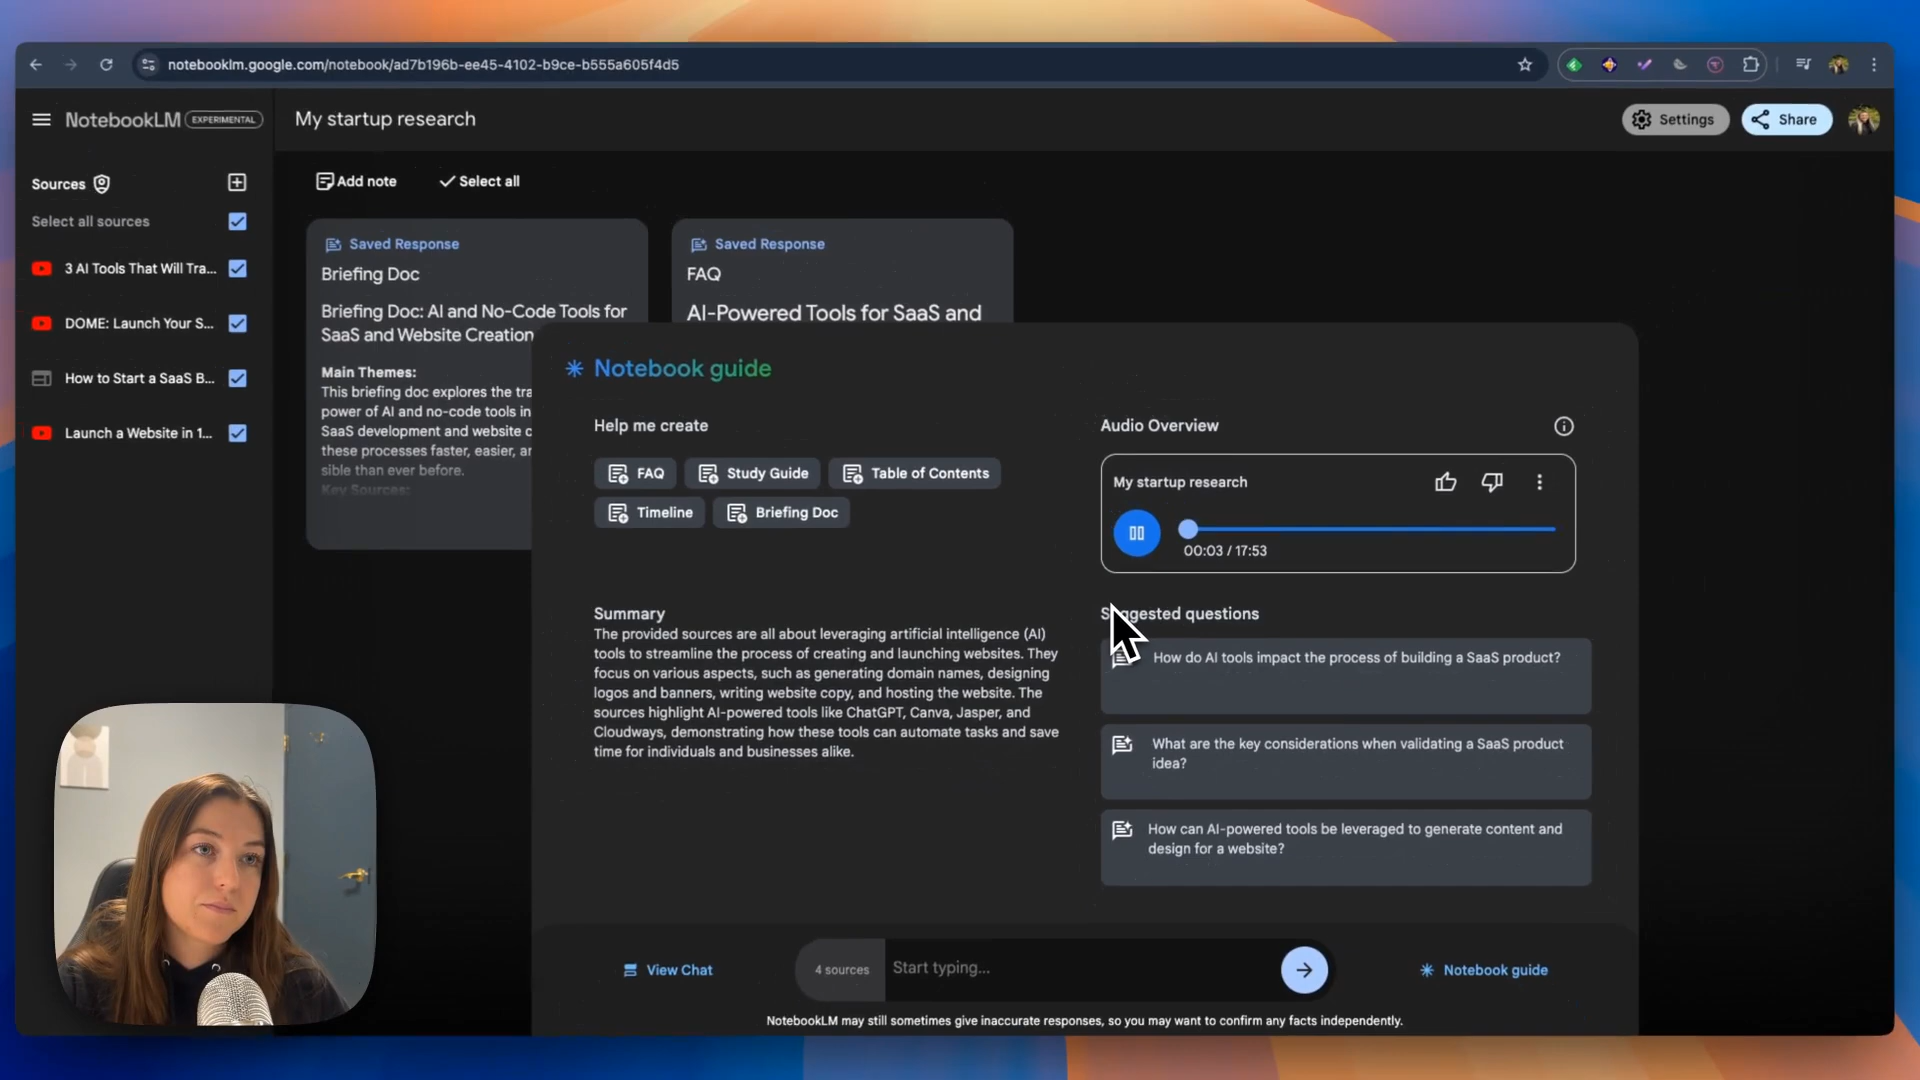 notebooklm.google.com/notebook/ad7b196b-ee45-4102-b9ce-b555a605f4d5
NotebookLM EXPERIMENTAL
My startup research
Settings
Share
Sources
Select all sources
3 AI Tools That Will Tra...
DOME: Launch Your S...
How to Start a SaaS B...
Launch a Website in 1...
Add note
Select all
Saved Response
Briefing Doc
Briefing Doc: AI and No-Code Tools for
SaaS and Website Creation
Main Themes:
This briefing doc explores the tra
power of AI and no-code tools in
SaaS development and website c
these processes faster, easier, an
sible than ever before.
Key Sources:
Saved Response
FAQ
AI-Powered Tools for SaaS and
Notebook guide
Help me create
FAQ
Study Guide
Table of Contents
Timeline
Briefing Doc
Summary
The provided sources are all about leveraging artificial intelligence (AI)
tools to streamline the process of creating and launching websites. They
focus on various aspects, such as generating domain names, designing
logos and banners, writing website copy, and hosting the website. The
sources highlight AI-powered tools like ChatGPT, Canva, Jasper, and
Cloudways, demonstrating how these tools can automate tasks and save
time for individuals and businesses alike.
Audio Overview
My startup research
00:03 / 17:53
Suggested questions
How do AI tools impact the process of building a SaaS product?
What are the key considerations when validating a SaaS product
idea?
How can AI-powered tools be leveraged to generate content and
design for a website?
View Chat
4 sources
Start typing...
Notebook guide
NotebookLM may still sometimes give inaccurate responses, so you may want to confirm any facts independently.